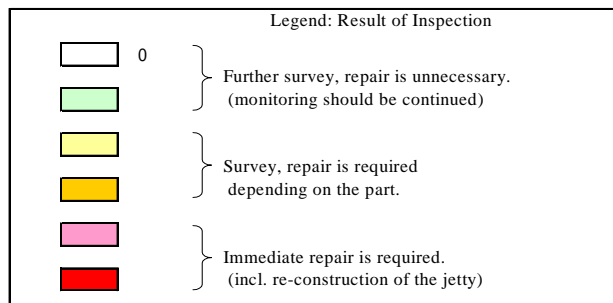 Legend: Result of Inspection
0
Further survey, repair is unnecessary.
(monitoring should be continued)
Survey, repair is required
depending on the part.
Immediate repair is required.
(incl. re-construction of the jetty)